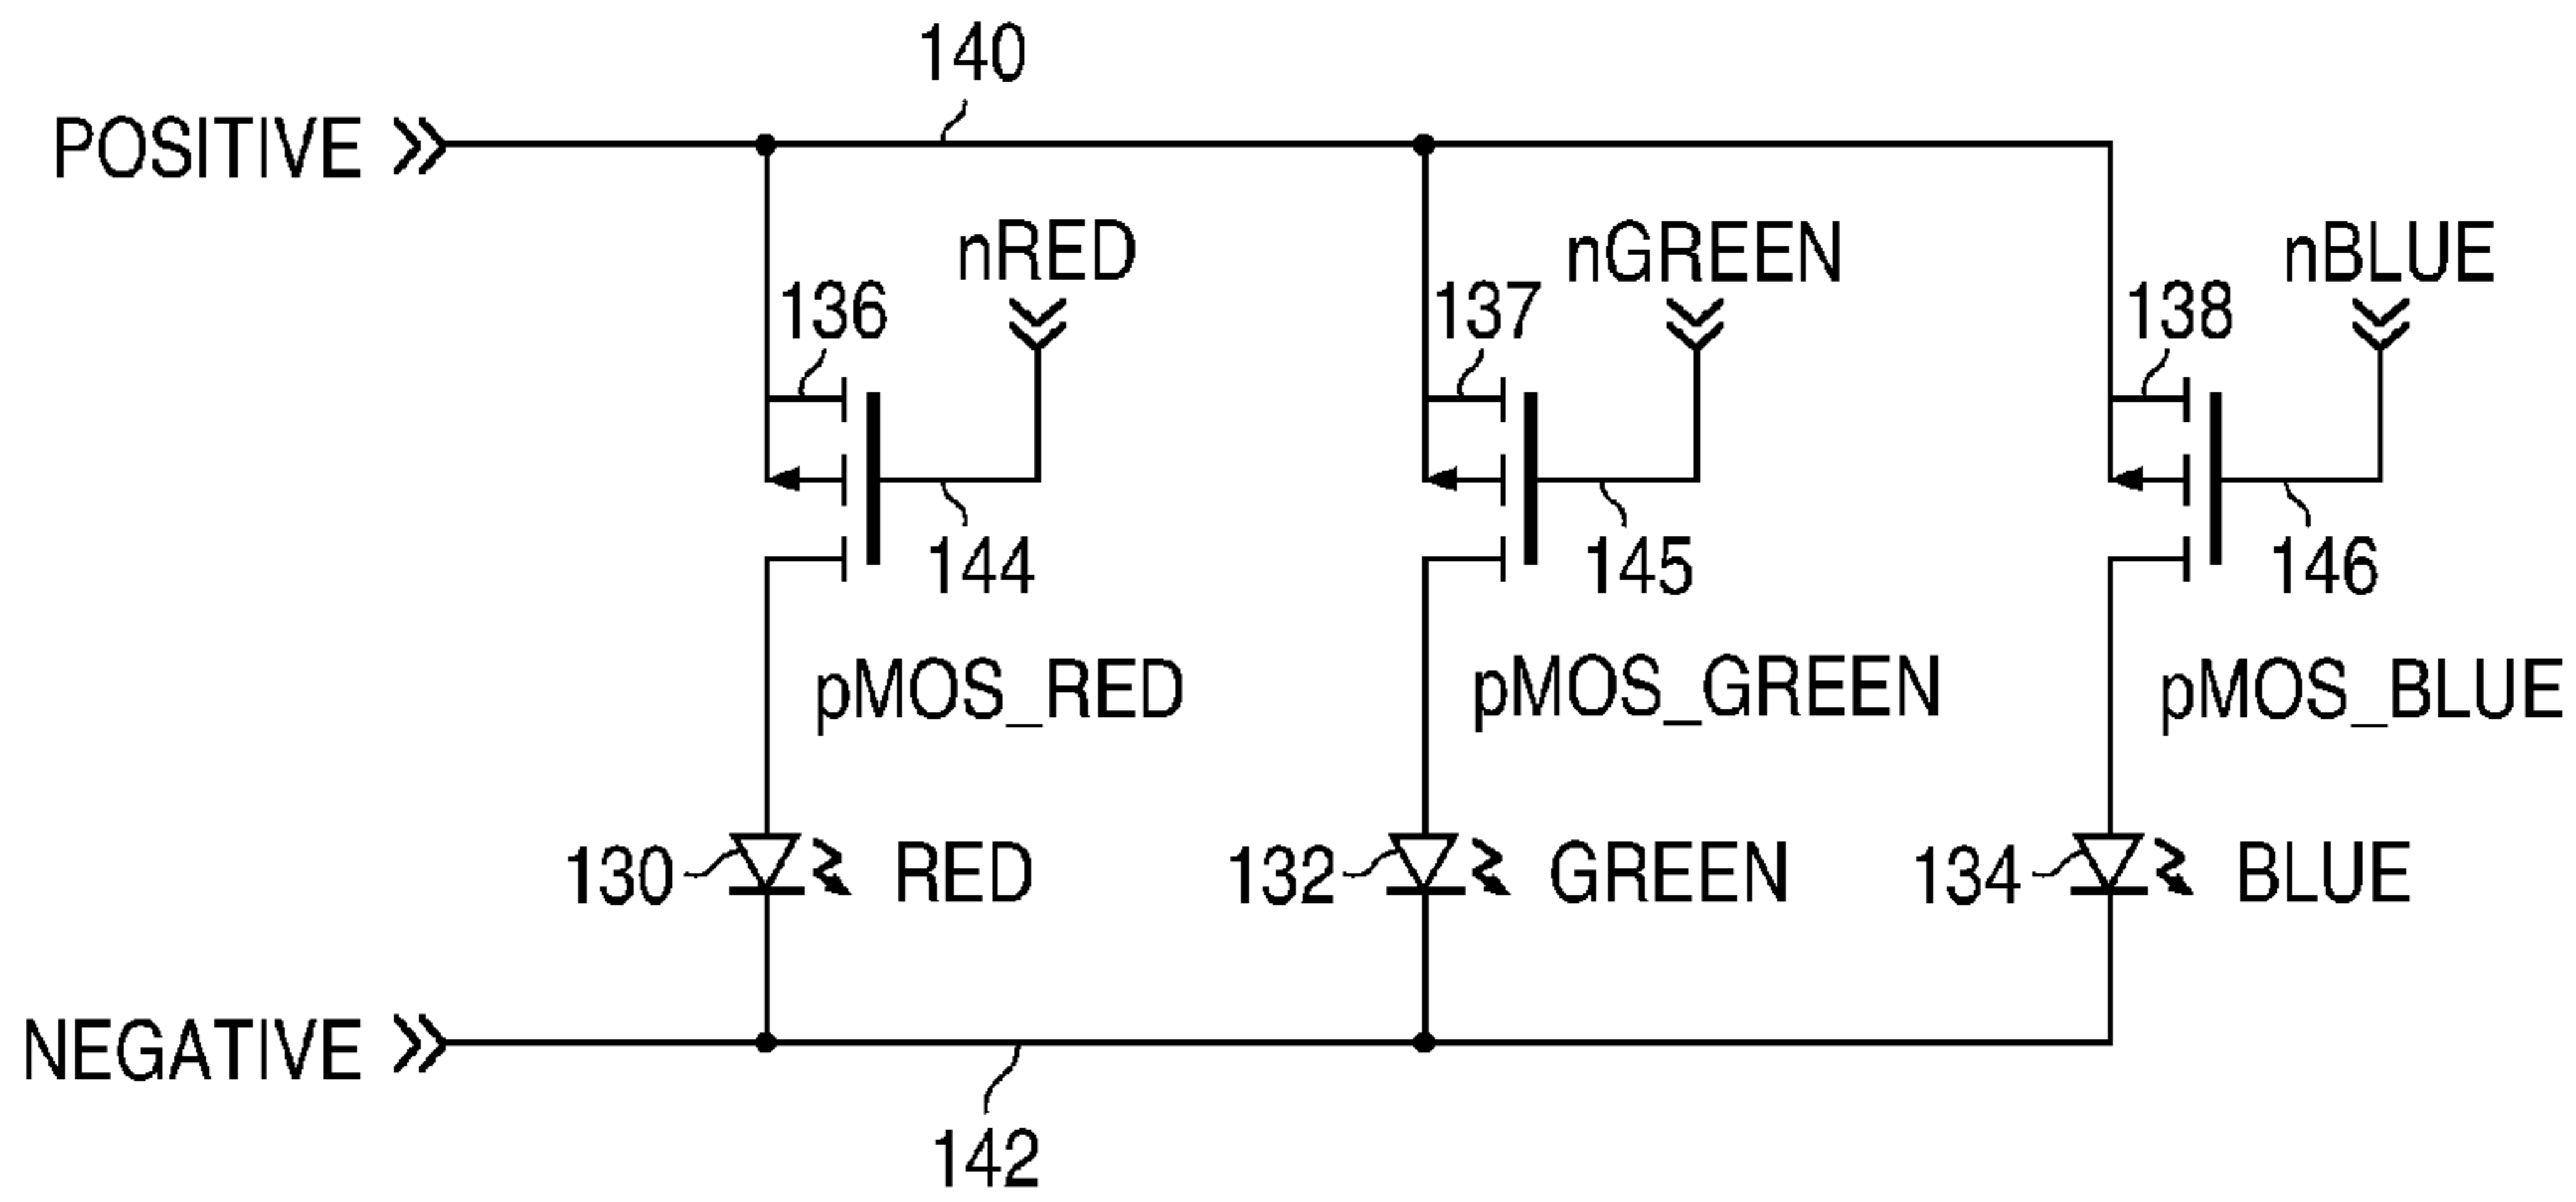 140
POSITIVE
nRED
nGREEN
nBLUE
136
137
138
144
145
146
pMOS_RED
pMOS_GREEN
pMOS_BLUE
130
RED
132
GREEN
134
BLUE
NEGATIVE
142